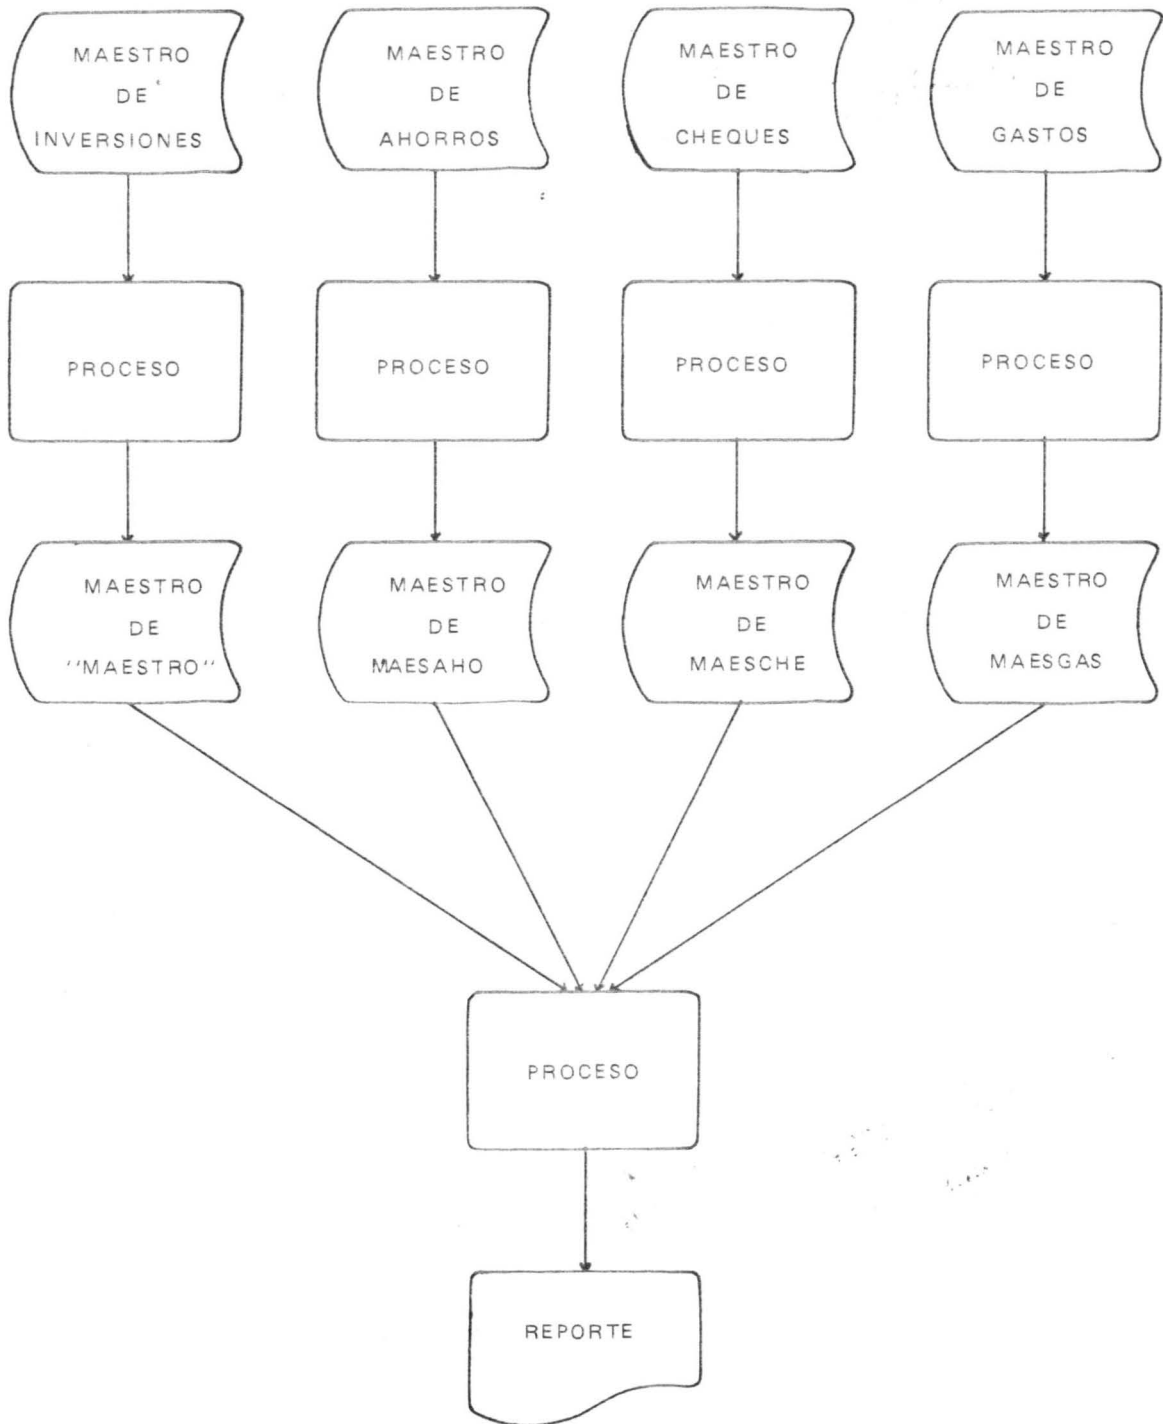 MAESTRO
DE
INVERSIONES
MAESTRO
DE
AHORROS
MAESTRO
DE
CHEQUES
MAESTRO
DE
GASTOS
PROCESO
PROCESO
PROCESO
PROCESO
MAESTRO
DE
"MAESTRO"
MAESTRO
DE
MAESAHO
MAESTRO
DE
MAESCHE
MAESTRO
DE
MAESGAS
PROCESO
REPORTE